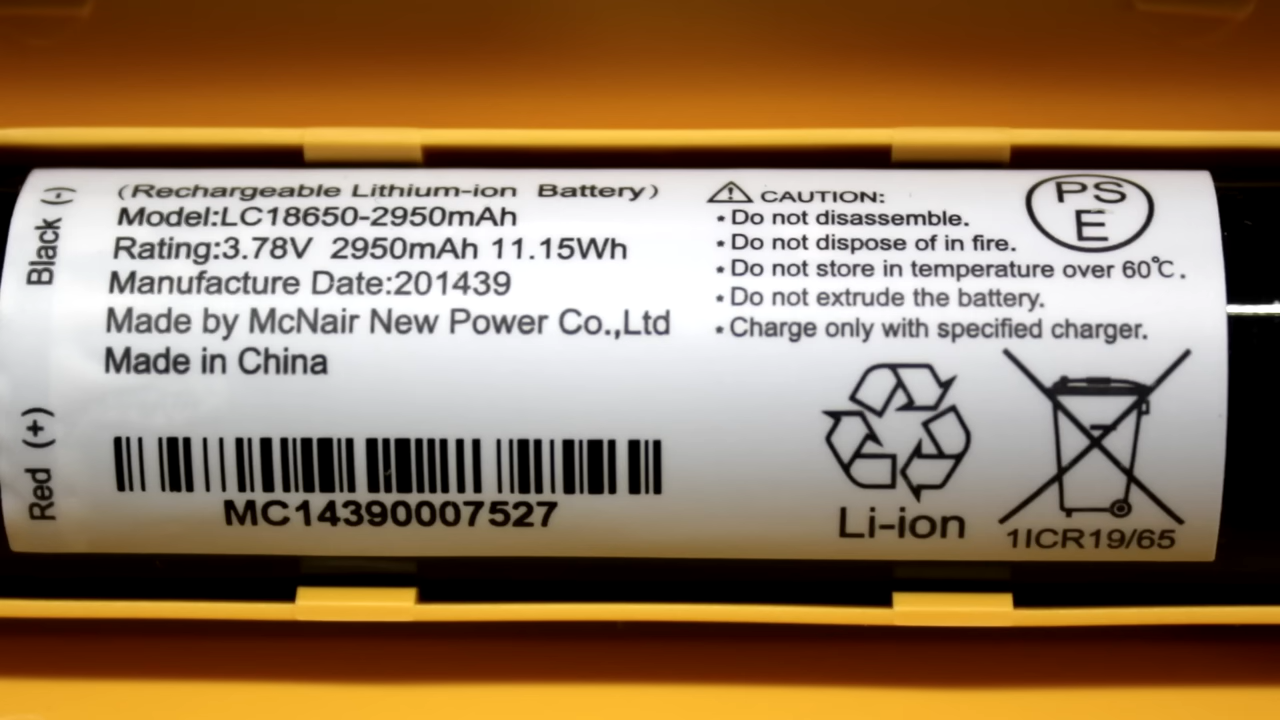 (Rechargeable Lithium-ion Battery)
Model:LC18650-2950mAh
Rating:3.78V 2950mAh 11.15Wh
Manufacture Date:201439
Made by McNair New Power Co.,Ltd
Made in China
MC14390007527
Black (-)
Red (+)
CAUTION:
• Do not disassemble.
• Do not dispose of in fire.
• Do not store in temperature over 60℃.
• Do not extrude the battery.
• Charge only with specified charger.
PS
E
Li-ion
1ICR19/65